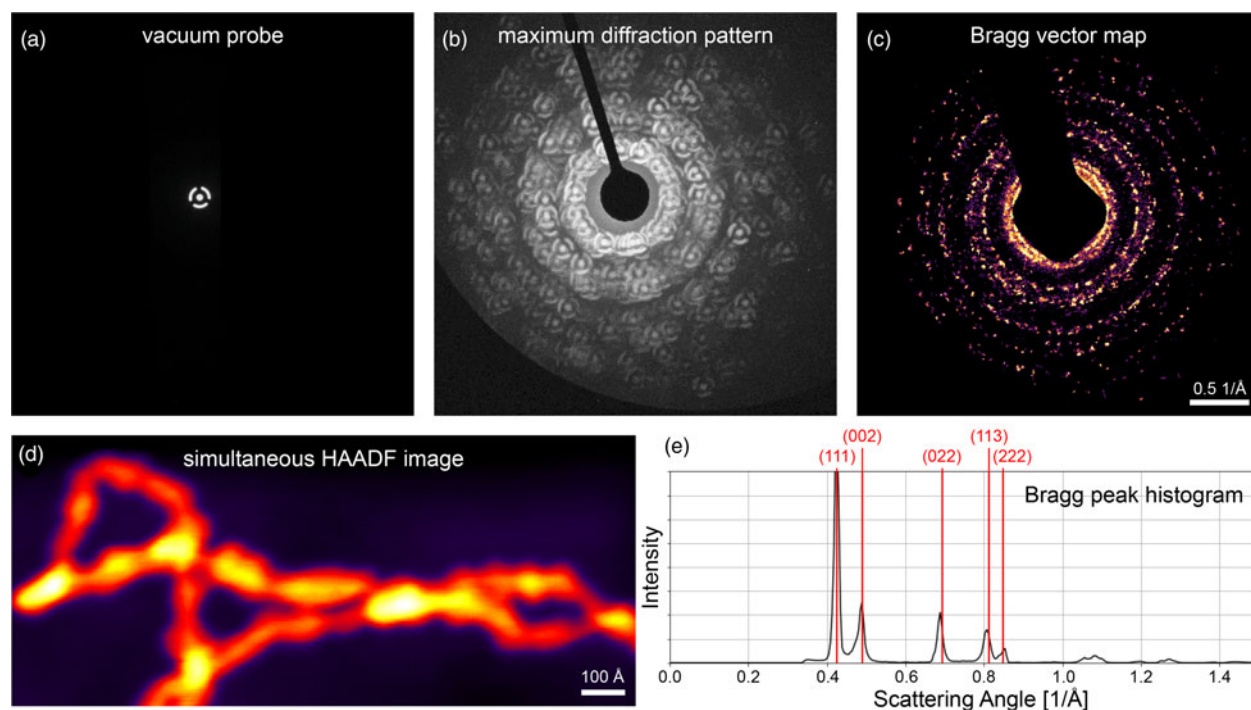 (a)
vacuum probe
(b)
maximum diffraction pattern
(c)
Bragg vector map
0.5 1/Å
(d)
simultaneous HAADF image
100 Å
(e)
(002)
(113)
(111)
(022)
(222)
Bragg peak histogram
Intensity
0.0 0.2 0.4 0.6 0.8 1.0 1.2 1.4
Scattering Angle [1/Å]